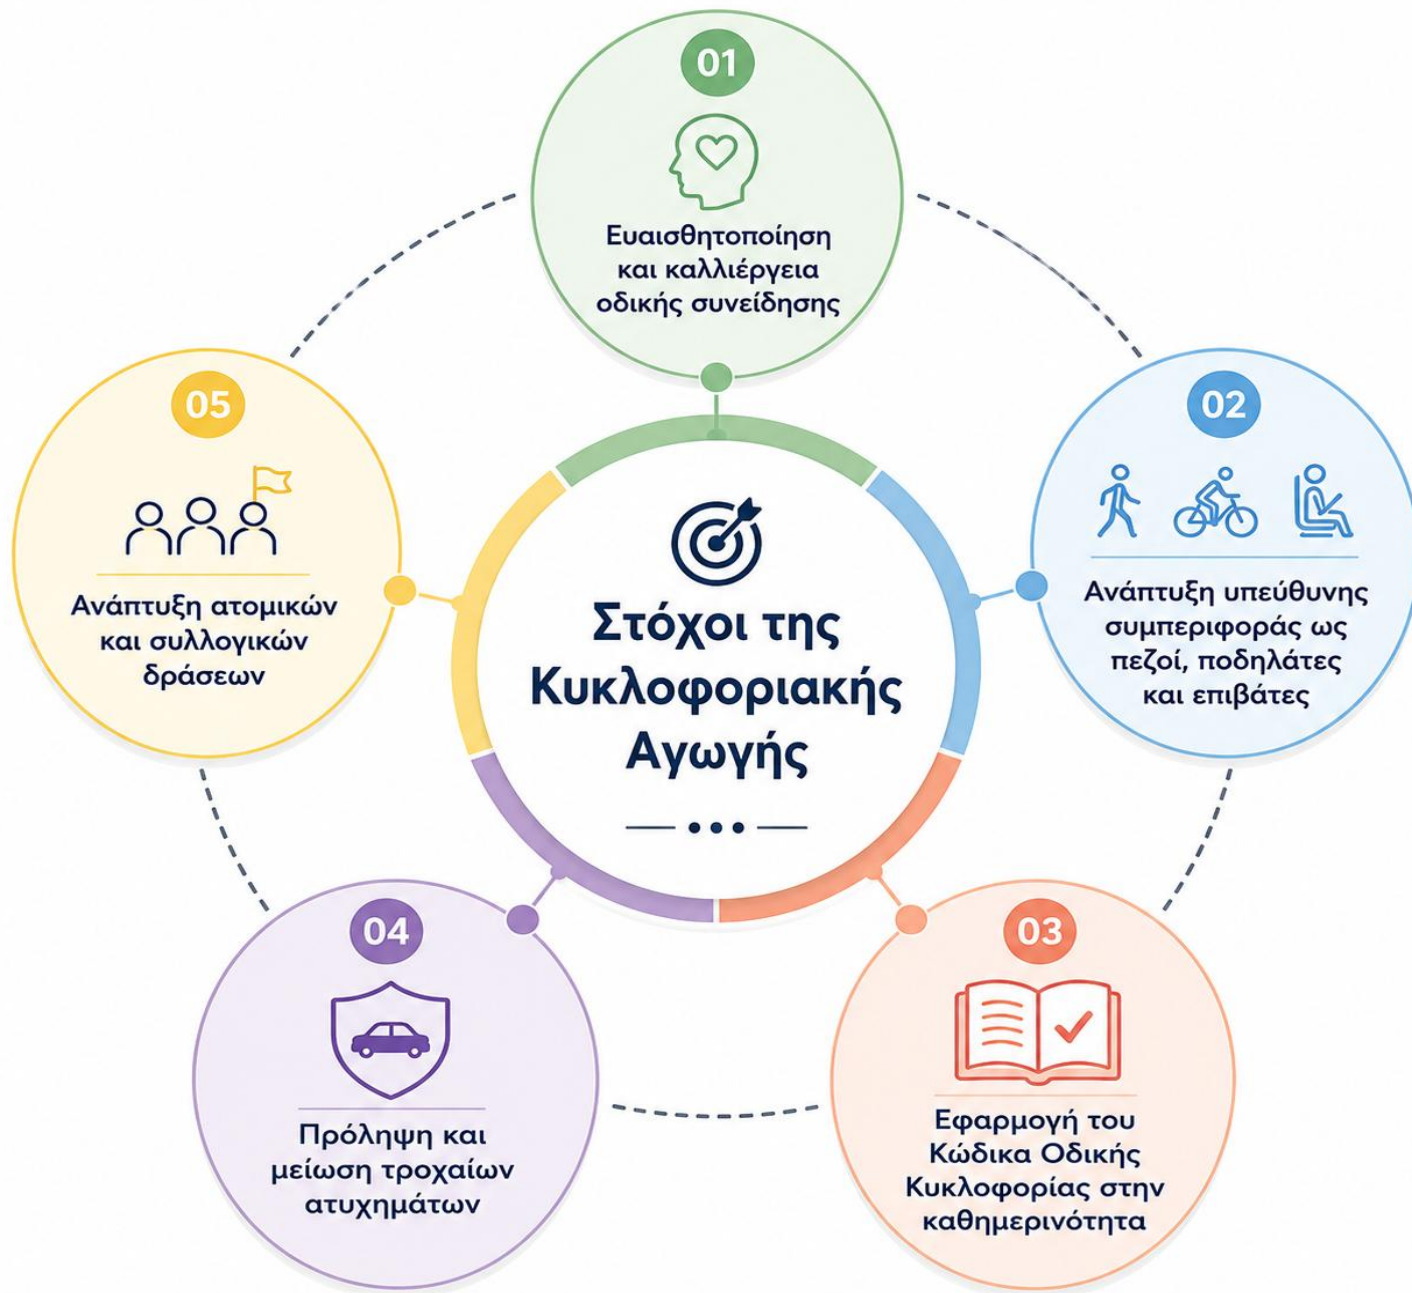 Στόχοι της
Κυκλοφοριακής
Αγωγής
01
Ευαισθητοποίηση
και καλλιέργεια
οδικής συνείδησης
02
Ανάπτυξη υπεύθυνης
συμπεριφοράς ως
πεζοί, ποδηλάτες
και επιβάτες
03
Εφαρμογή του
Κώδικα Οδικής
Κυκλοφορίας στην
καθημερινότητα
04
Πρόληψη και
μείωση τροχαίων
ατυχημάτων
05
Ανάπτυξη ατομικών
και συλλογικών
δράσεων